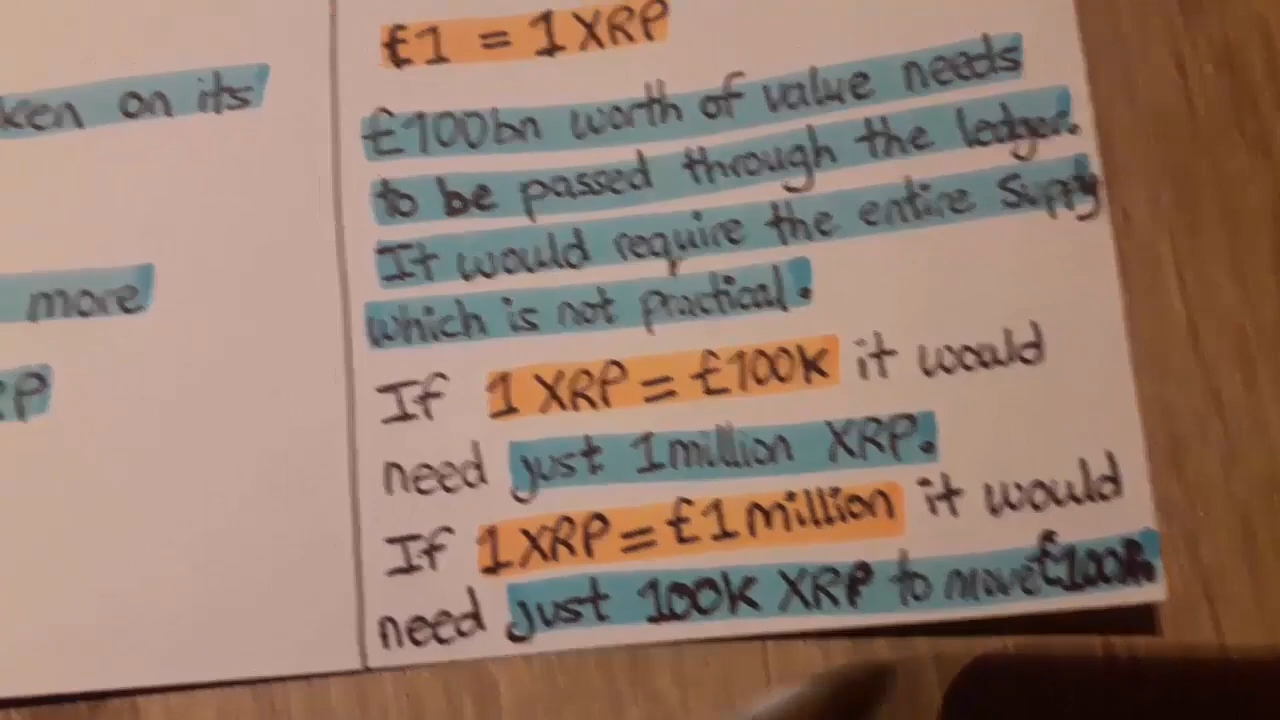 ken on its
more
RP
£1 = 1 XRP
£100bn worth of value needs
to be passed through the ledger.
It would require the entire Supply
which is not practical.
If 1 XRP = £100K it would
need just 1 million XRP.
If 1 XRP = £1 million it would
need just 100K XRP to move